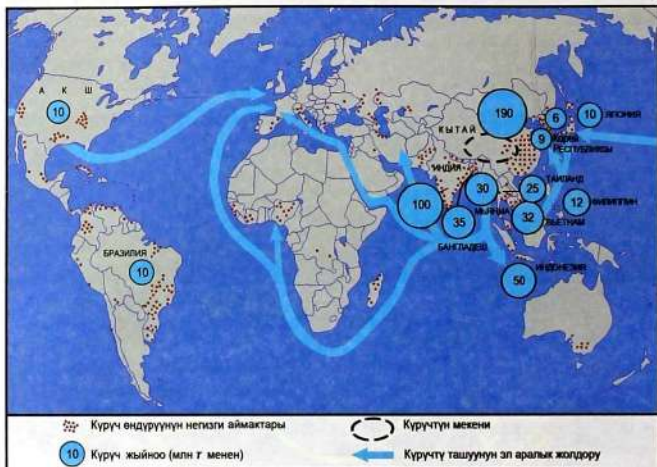 А К Ш
10
БРАЗИЛИЯ
10
КЫТАЙ
190
6
10 ЯПОНИЯ
9 КОРЕЯ
РЕСПУБЛИКАСЫ
ИНДИЯ
100
35
БАНГЛАДЕШ
30
МЬЯНМА
25
ТАИЛАНД
32
ВЬЕТНАМ
12 ФИЛИППИН
50
ИНДОНЕЗИЯ
Күрүч өндүрүүнүн негизги аймактары
Күрүчтүн мекени
10 Күрүч жыйноо (млн т менен)
Күрүчтү ташуунун эл аралык жолдору